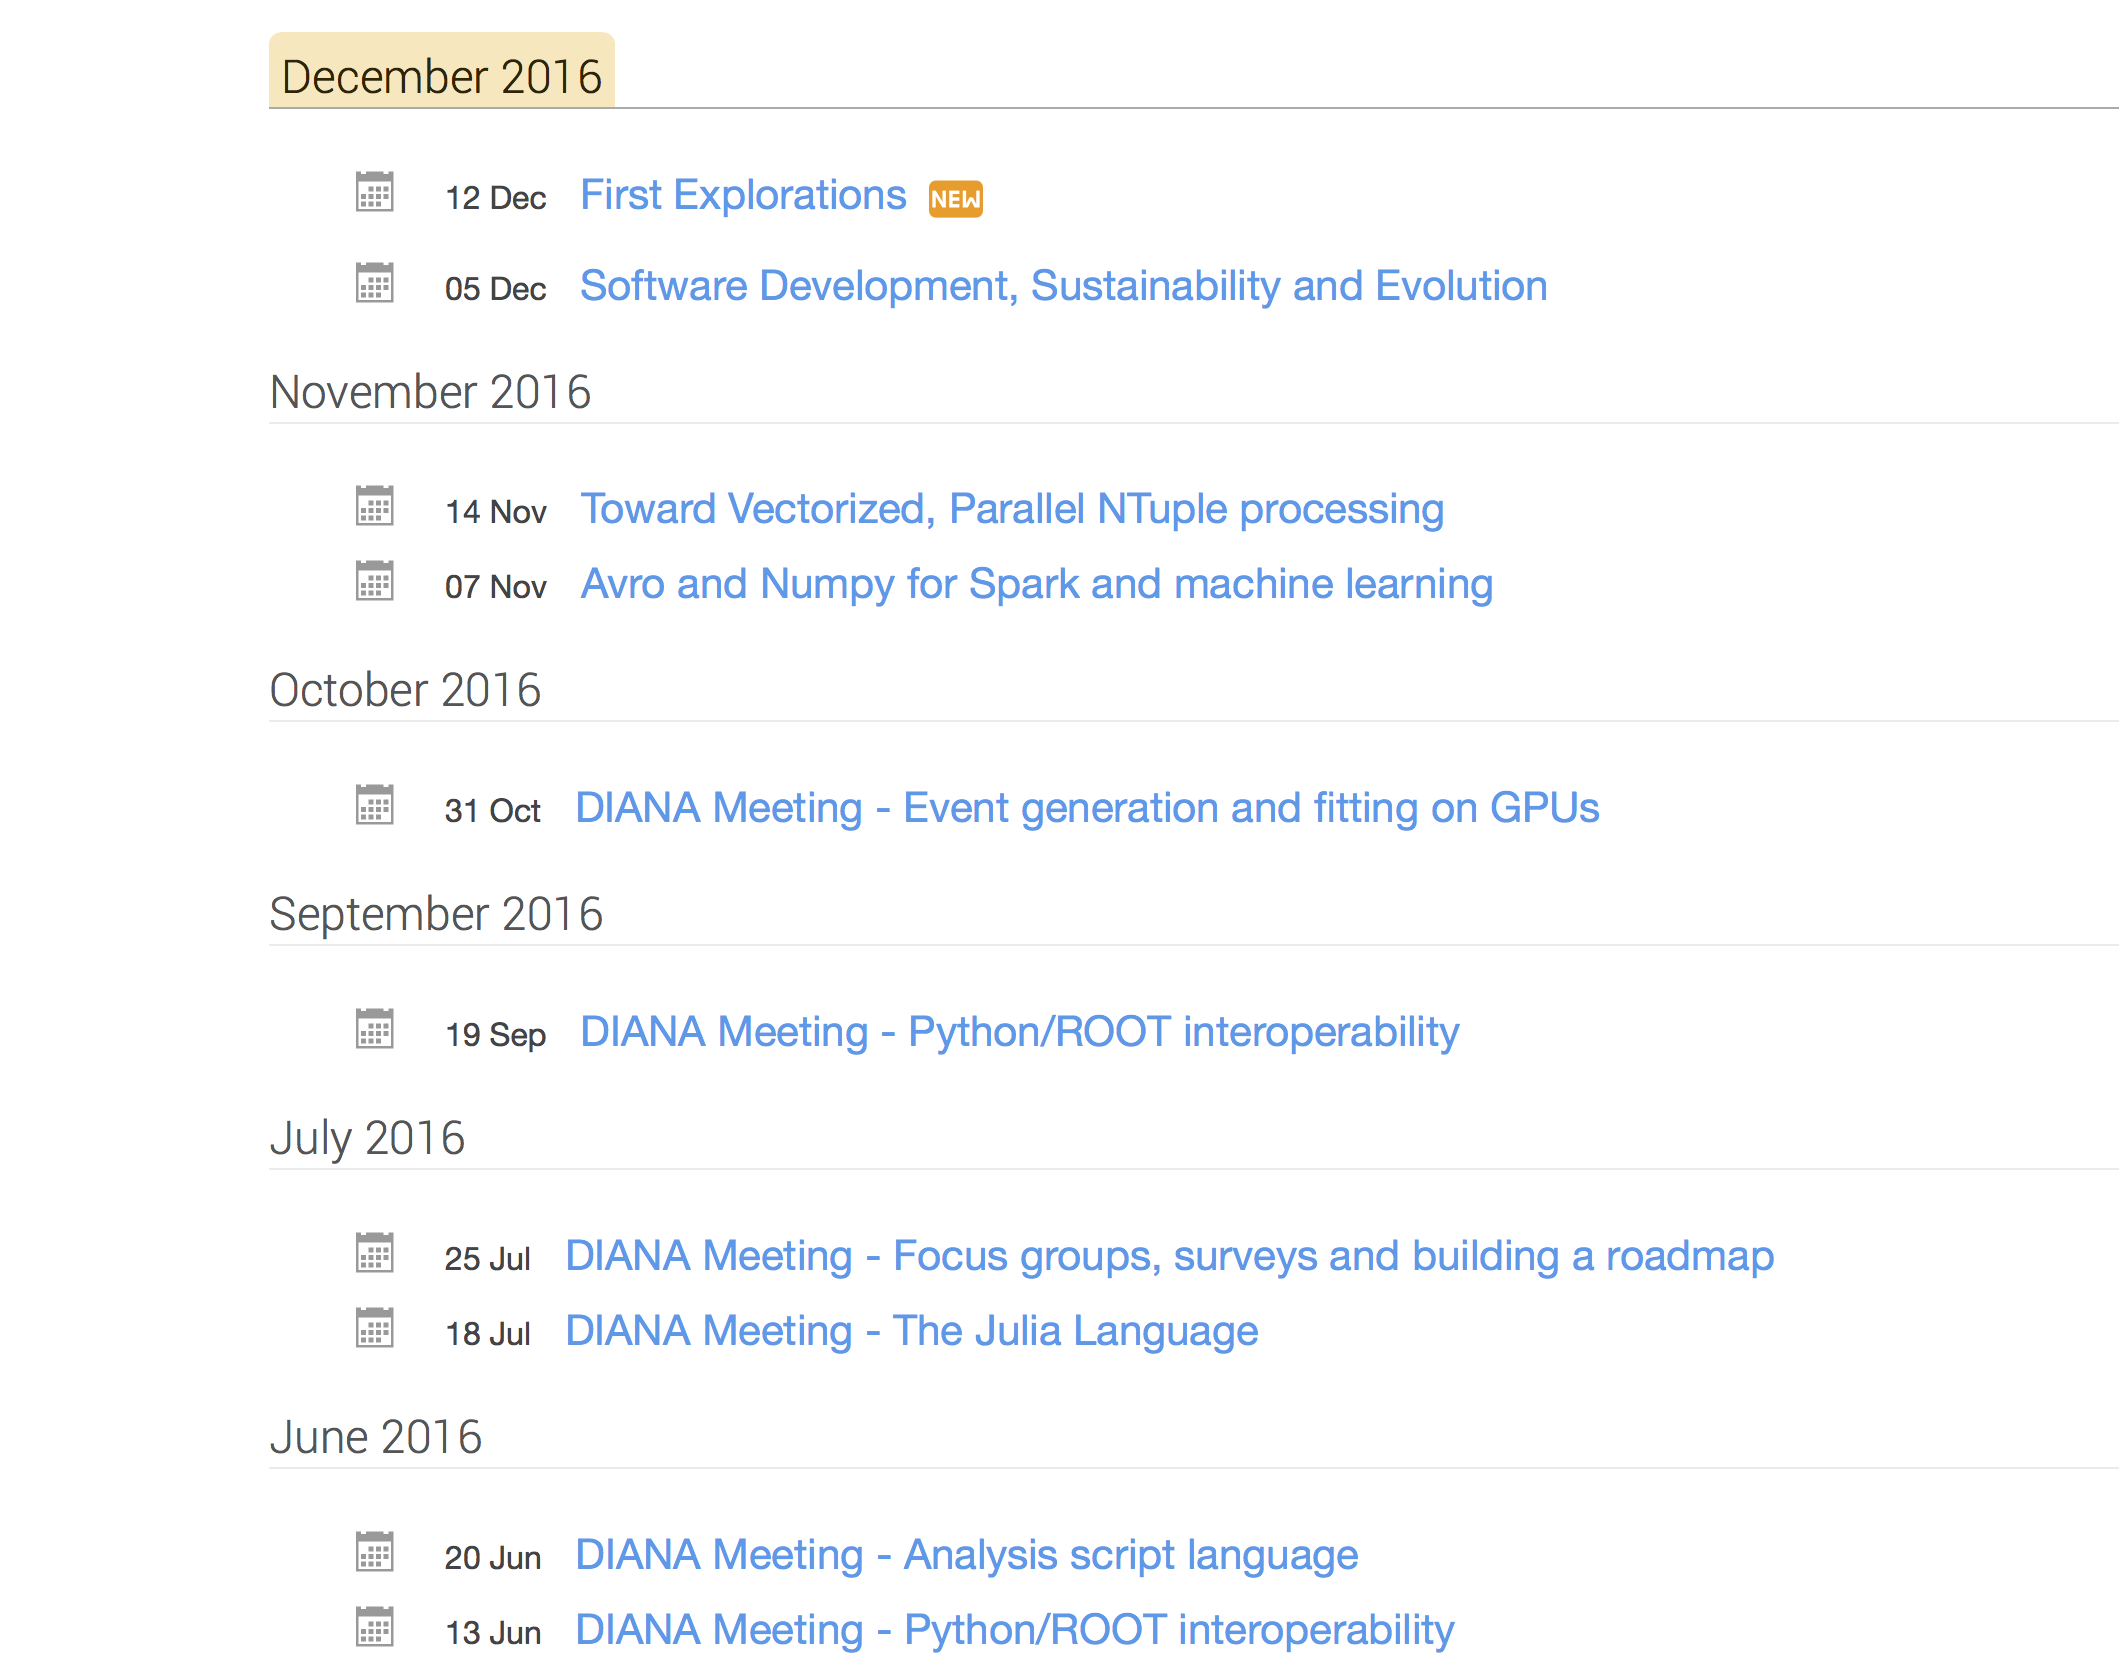 December 2016
12 Dec First Explorations NEW
05 Dec Software Development, Sustainability and Evolution
November 2016
14 Nov Toward Vectorized, Parallel NTuple processing
07 Nov Avro and Numpy for Spark and machine learning
October 2016
31 Oct DIANA Meeting - Event generation and fitting on GPUs
September 2016
19 Sep DIANA Meeting - Python/ROOT interoperability
July 2016
25 Jul DIANA Meeting - Focus groups, surveys and building a roadmap
18 Jul DIANA Meeting - The Julia Language
June 2016
20 Jun DIANA Meeting - Analysis script language
13 Jun DIANA Meeting - Python/ROOT interoperability